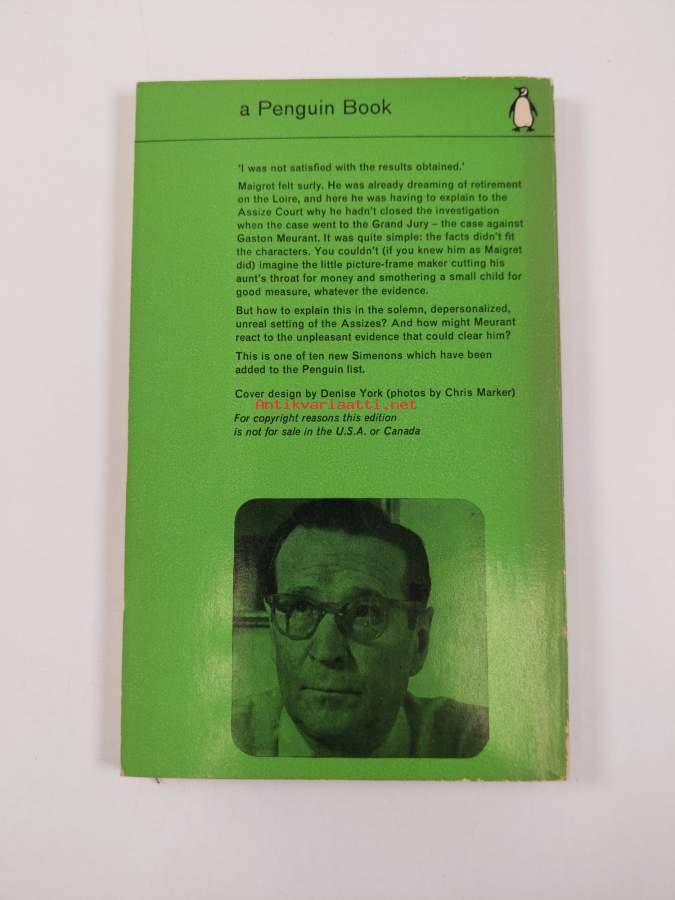 a Penguin Book
'I was not satisfied with the results obtained.'
Maigret felt surly. He was already dreaming of retirement
on the Loire, and here he was having to explain to the
Assize Court why he hadn't closed the investigation
when the case went to the Grand Jury – the case against
Gaston Meurant. It was quite simple: the facts didn't fit
the characters. You couldn't (if you knew him as Maigret
did) imagine the little picture-frame maker cutting his
aunt's throat for money and smothering a small child for
good measure, whatever the evidence.
But how to explain this in the solemn, depersonalized,
unreal setting of the Assizes? And how might Meurant
react to the unpleasant evidence that could clear him?
This is one of ten new Simenons which have been
added to the Penguin list.
Cover design by Denise York (photos by Chris Marker)
Antikvariaatti.net
For copyright reasons this edition
is not for sale in the U.S.A. or Canada